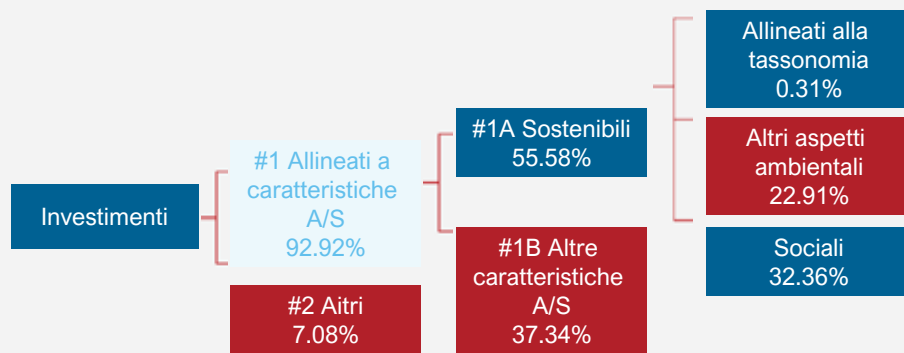 Investimenti
#1 Allineati a
caratteristiche
A/S
92.92%
#2 Aitri
7.08%
#1A Sostenibili
55.58%
#1B Altre
caratteristiche
A/S
37.34%
Allineati alla
tassonomia
0.31%
Altri aspetti
ambientali
22.91%
Sociali
32.36%